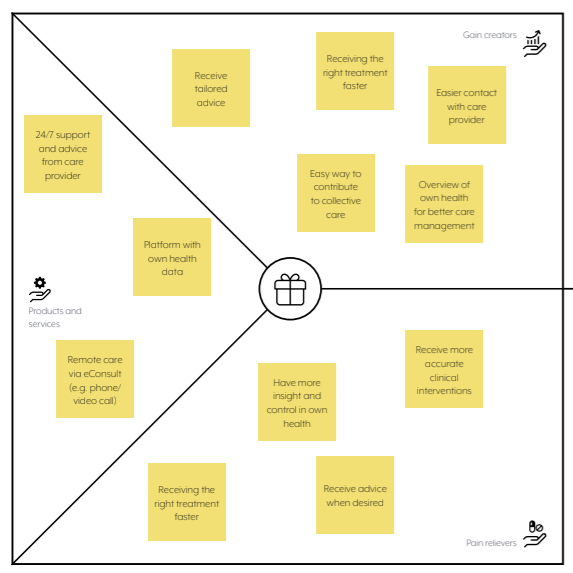 Gain creators
Receiving the
right treatment
faster
Receive
tailored
advice
Easier contact
with care
provider
24/7 support
and advice
from care
provider
Easy way to
contribute
to collective
care
Overview of
own health
for better care
management
Platform with
own health
data
Products and
services
Remote care
via eConsult
(e.g. phone/
video call)
Receive more
accurate
clinical
interventions
Have more
insight and
control in own
health
Receiving the
right treatment
faster
Receive advice
when desired
Pain relievers